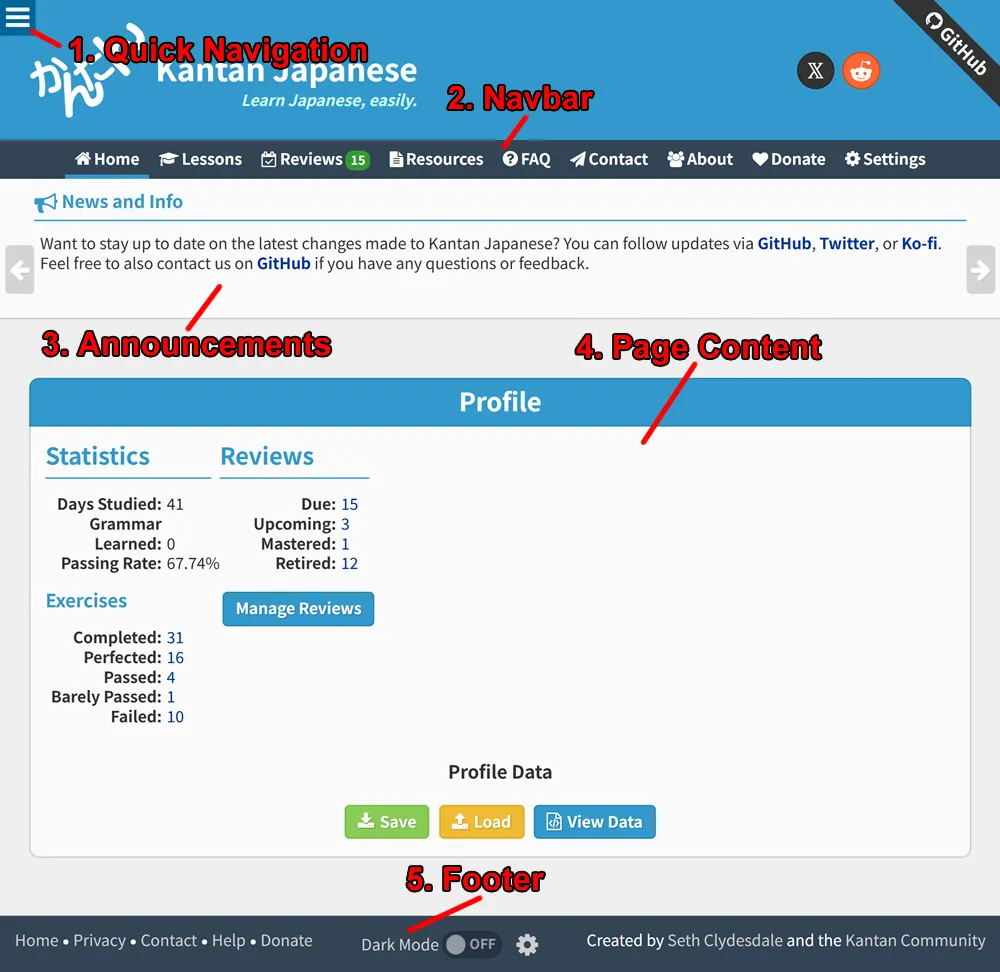 1. Quick Navigation
かんたん
Kantan Japanese
Learn Japanese, easily.
X
GitHub
2. Navbar
Home Lessons Reviews 15 Resources FAQ Contact About Donate Settings
News and Info
Want to stay up to date on the latest changes made to Kantan Japanese? You can follow updates via GitHub, Twitter, or Ko-fi.
Feel free to also contact us on GitHub if you have any questions or feedback.
3. Announcements
4. Page Content
Profile
Statistics
Days Studied: 41
Grammar
Learned: 0
Passing Rate: 67.74%
Exercises
Completed: 31
Perfected: 16
Passed: 4
Barely Passed: 1
Failed: 10
Reviews
Due: 15
Upcoming: 3
Mastered: 1
Retired: 12
Manage Reviews
Profile Data
Save Load View Data
5. Footer
Home • Privacy • Contact • Help • Donate
Dark Mode OFF
Created by Seth Clydesdale and the Kantan Community